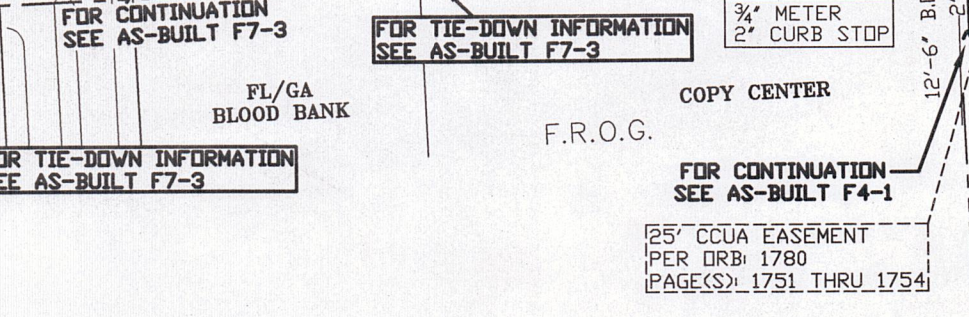 FOR CONTINUATION
SEE AS-BUILT F7-3
FOR TIE-DOWN INFORMATION
SEE AS-BUILT F7-3
3/4" METER
2" CURB STOP
12'-6"
FL/GA
BLOOD BANK
COPY CENTER
F.R.O.G.
TIE-DOWN INFORMATION
AS-BUILT F7-3
FOR CONTINUATION
SEE AS-BUILT F4-1
25' CCUA EASEMENT
PER ORB: 1780
PAGE(S): 1751 THRU 1754